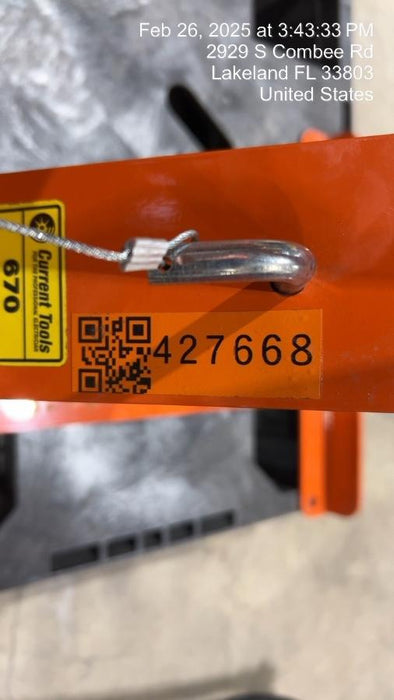 Feb 26, 2025 at 3:43:33 PM
2929 S Combee Rd
Lakeland FL 33803
United States
Current Tools
670
427668